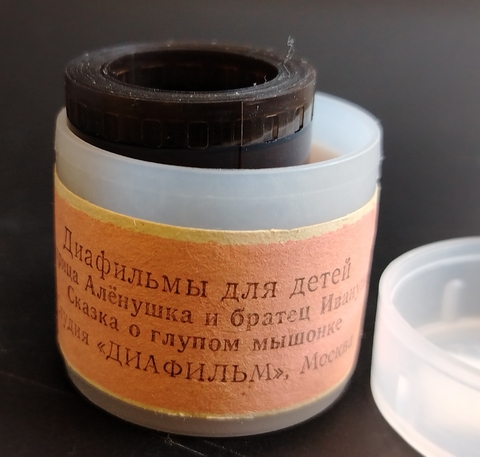 Диафильмы для детей
Алёнушка и братец
Сказка о глупом мышонке
«ДИАФИЛЬМ», Москва